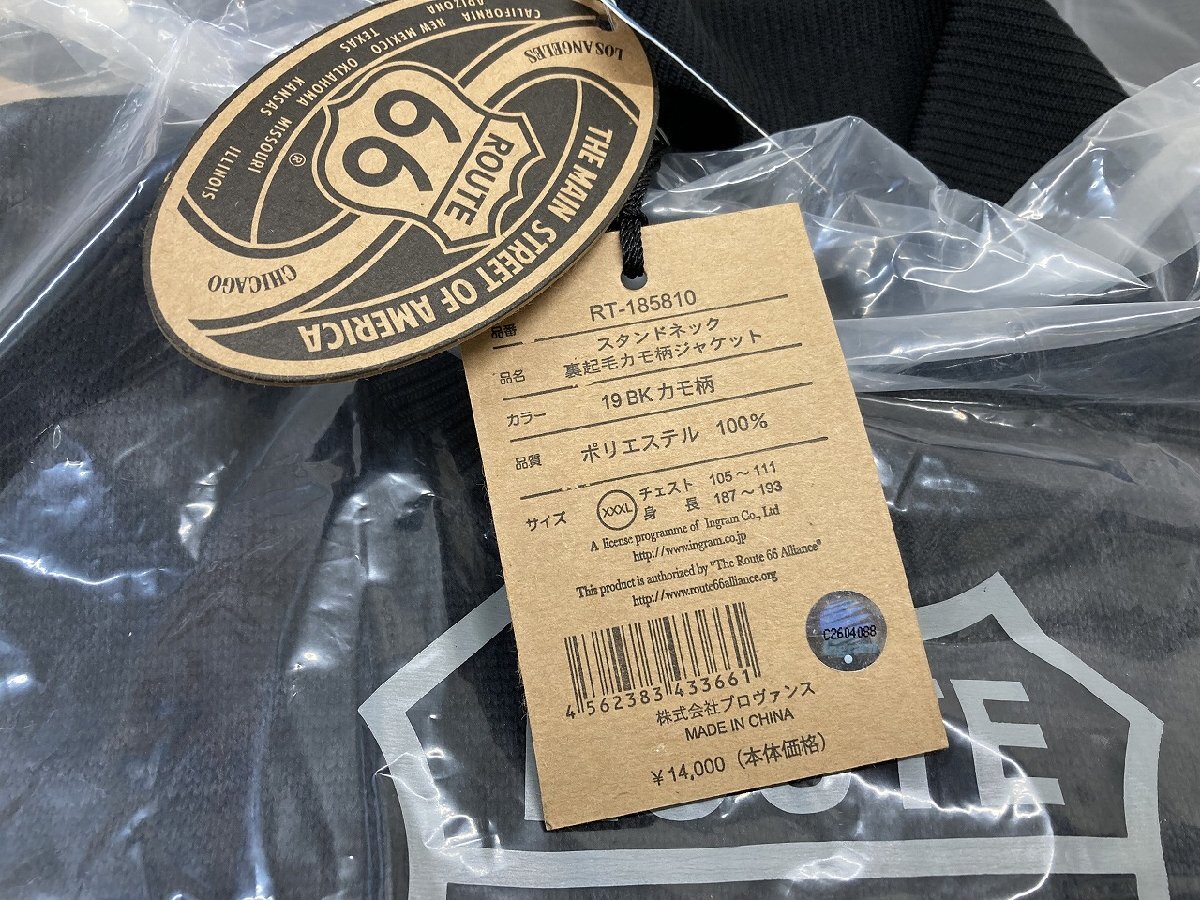 CALIFORNIA ARIZONA NEW MEXICO TEXAS OKLAHOMA KANSAS MISSOURI ILLINOIS
LOS ANGELES
ROUTE
66
®
CHICAGO
THE MAIN STREET OF AMERICA
品番 RT-185810
品名 スタンドネック
裏起毛カモ柄ジャケット
カラー 19 BK カモ柄
品質 ポリエステル 100%
サイズ XXXL チェスト 105～111
身長 187～193
A license programme of Ingram Co., Ltd
http://www.ingram.co.jp
This product is authorized by "The Route 66 Alliance"
http://www.route66alliance.org
C2604088
4 562383 433661
株式会社プロヴァンス
MADE IN CHINA
¥14,000（本体価格）
ROUTE